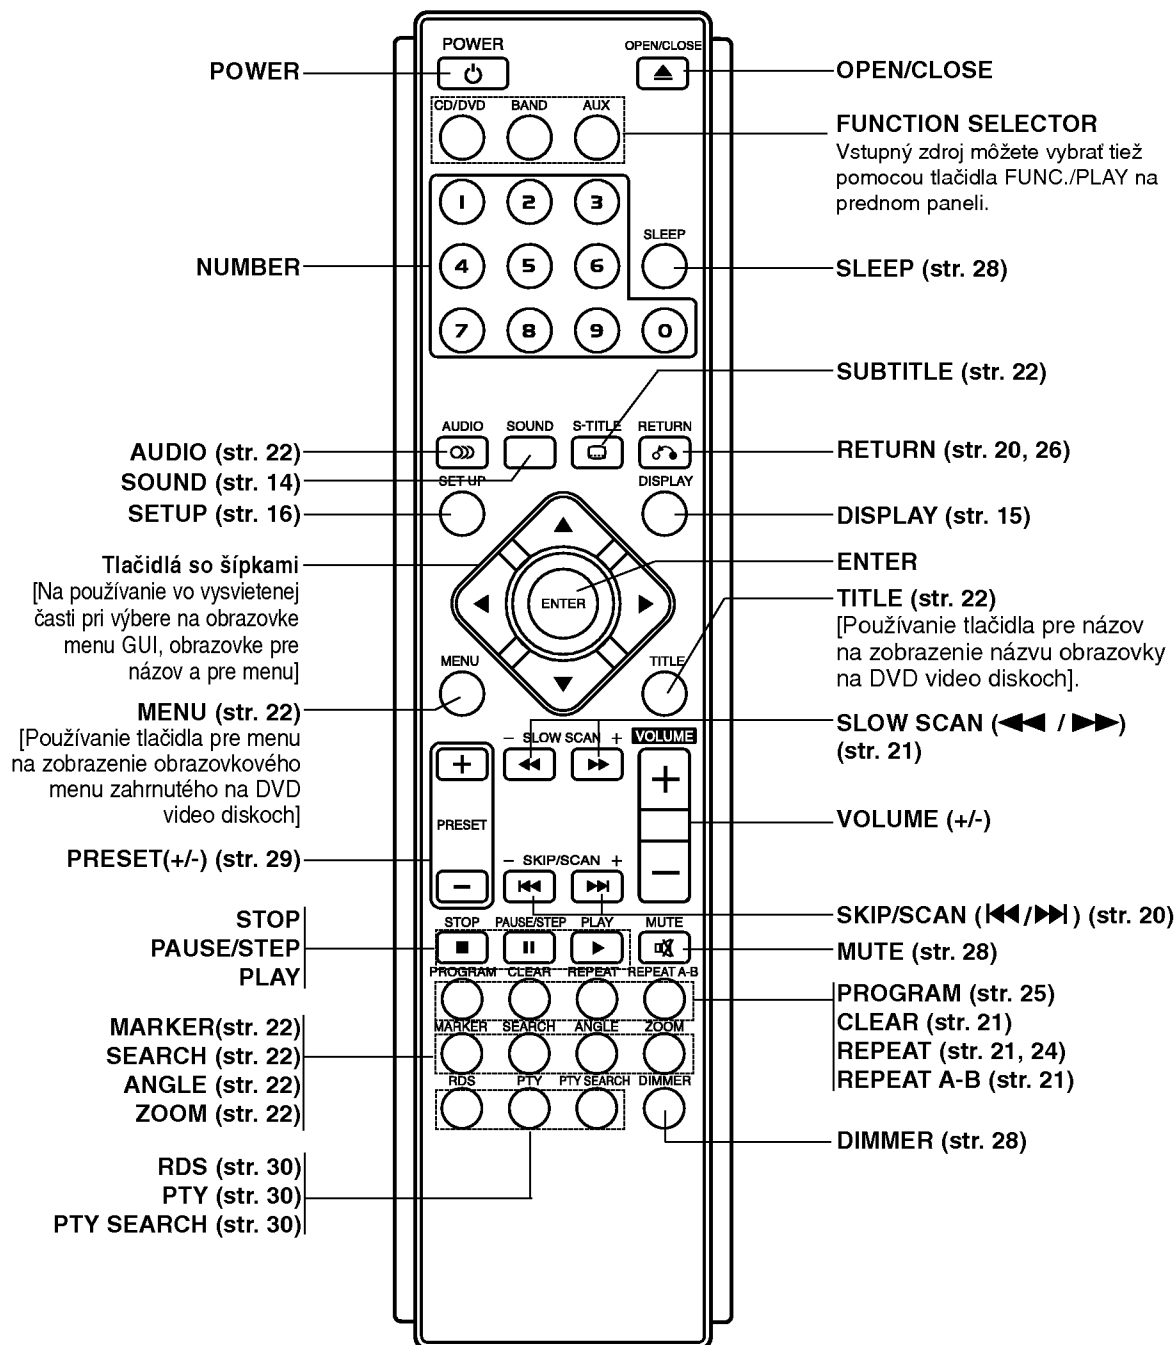 POWER
OPEN/CLOSE
POWER
OPEN/CLOSE
CD/DVD BAND AUX
FUNCTION SELECTOR
Vstupný zdroj môžete vybrať tiež
pomocou tlačidla FUNC./PLAY na
prednom paneli.
1 2 3
SLEEP
NUMBER
4 5 6
SLEEP (str. 28)
7 8 9 0
SUBTITLE (str. 22)
AUDIO SOUND S-TITLE RETURN
AUDIO (str. 22)
RETURN (str. 20, 26)
SOUND (str. 14)
SET UP
DISPLAY
SETUP (str. 16)
DISPLAY (str. 15)
Tlačidlá so šípkami
[Na používanie vo vysvietenej
časti pri výbere na obrazovke
menu GUI, obrazovke pre
názov a pre menu]
ENTER
ENTER
TITLE (str. 22)
[Používanie tlačidla pre názov
na zobrazenie názvu obrazovky
na DVD video diskoch].
MENU
TITLE
MENU (str. 22)
[Používanie tlačidla pre menu
na zobrazenie obrazovkového
menu zahrnutého na DVD
video diskoch]
SLOW SCAN (◀◀ / ▶▶)
(str. 21)
– SLOW SCAN +
VOLUME
+
+
PRESET
VOLUME (+/-)
PRESET(+/-) (str. 29)
– SKIP/SCAN +
–
–
SKIP/SCAN (|◀◀/▶▶|) (str. 20)
STOP
PAUSE/STEP
PLAY
STOP PAUSE/STEP PLAY MUTE
MUTE (str. 28)
PROGRAM CLEAR REPEAT REPEAT A-B
PROGRAM (str. 25)
CLEAR (str. 21)
REPEAT (str. 21, 24)
REPEAT A-B (str. 21)
MARKER(str. 22)
SEARCH (str. 22)
ANGLE (str. 22)
ZOOM (str. 22)
MARKER SEARCH ANGLE ZOOM
RDS PTY PTY SEARCH DIMMER
DIMMER (str. 28)
RDS (str. 30)
PTY (str. 30)
PTY SEARCH (str. 30)